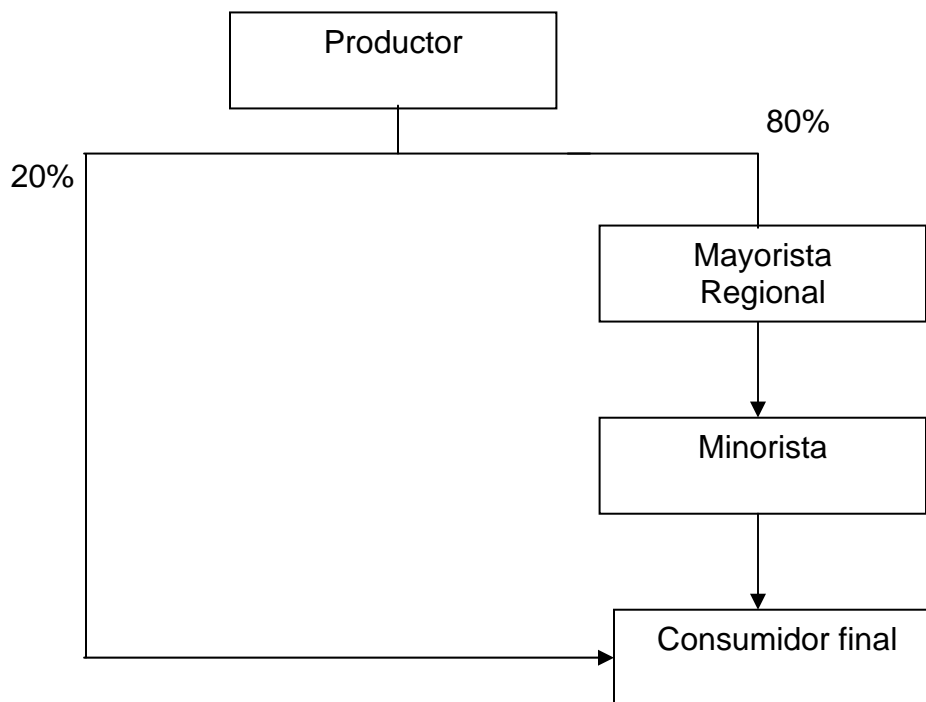 Productor
80%
20%
Mayorista
Regional
Minorista
Consumidor final